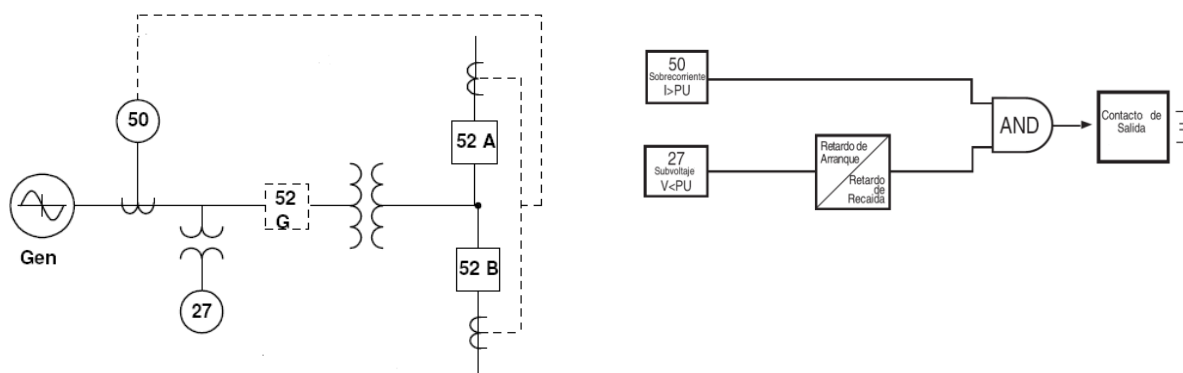 50
52 A
52
G
Gen
52 B
27
50
Sobrecorriente
I>PU
27
Subvoltaje
V<PU
Retardo de
Arranque
Retardo
de
Recaida
AND
Contacto de
Salida